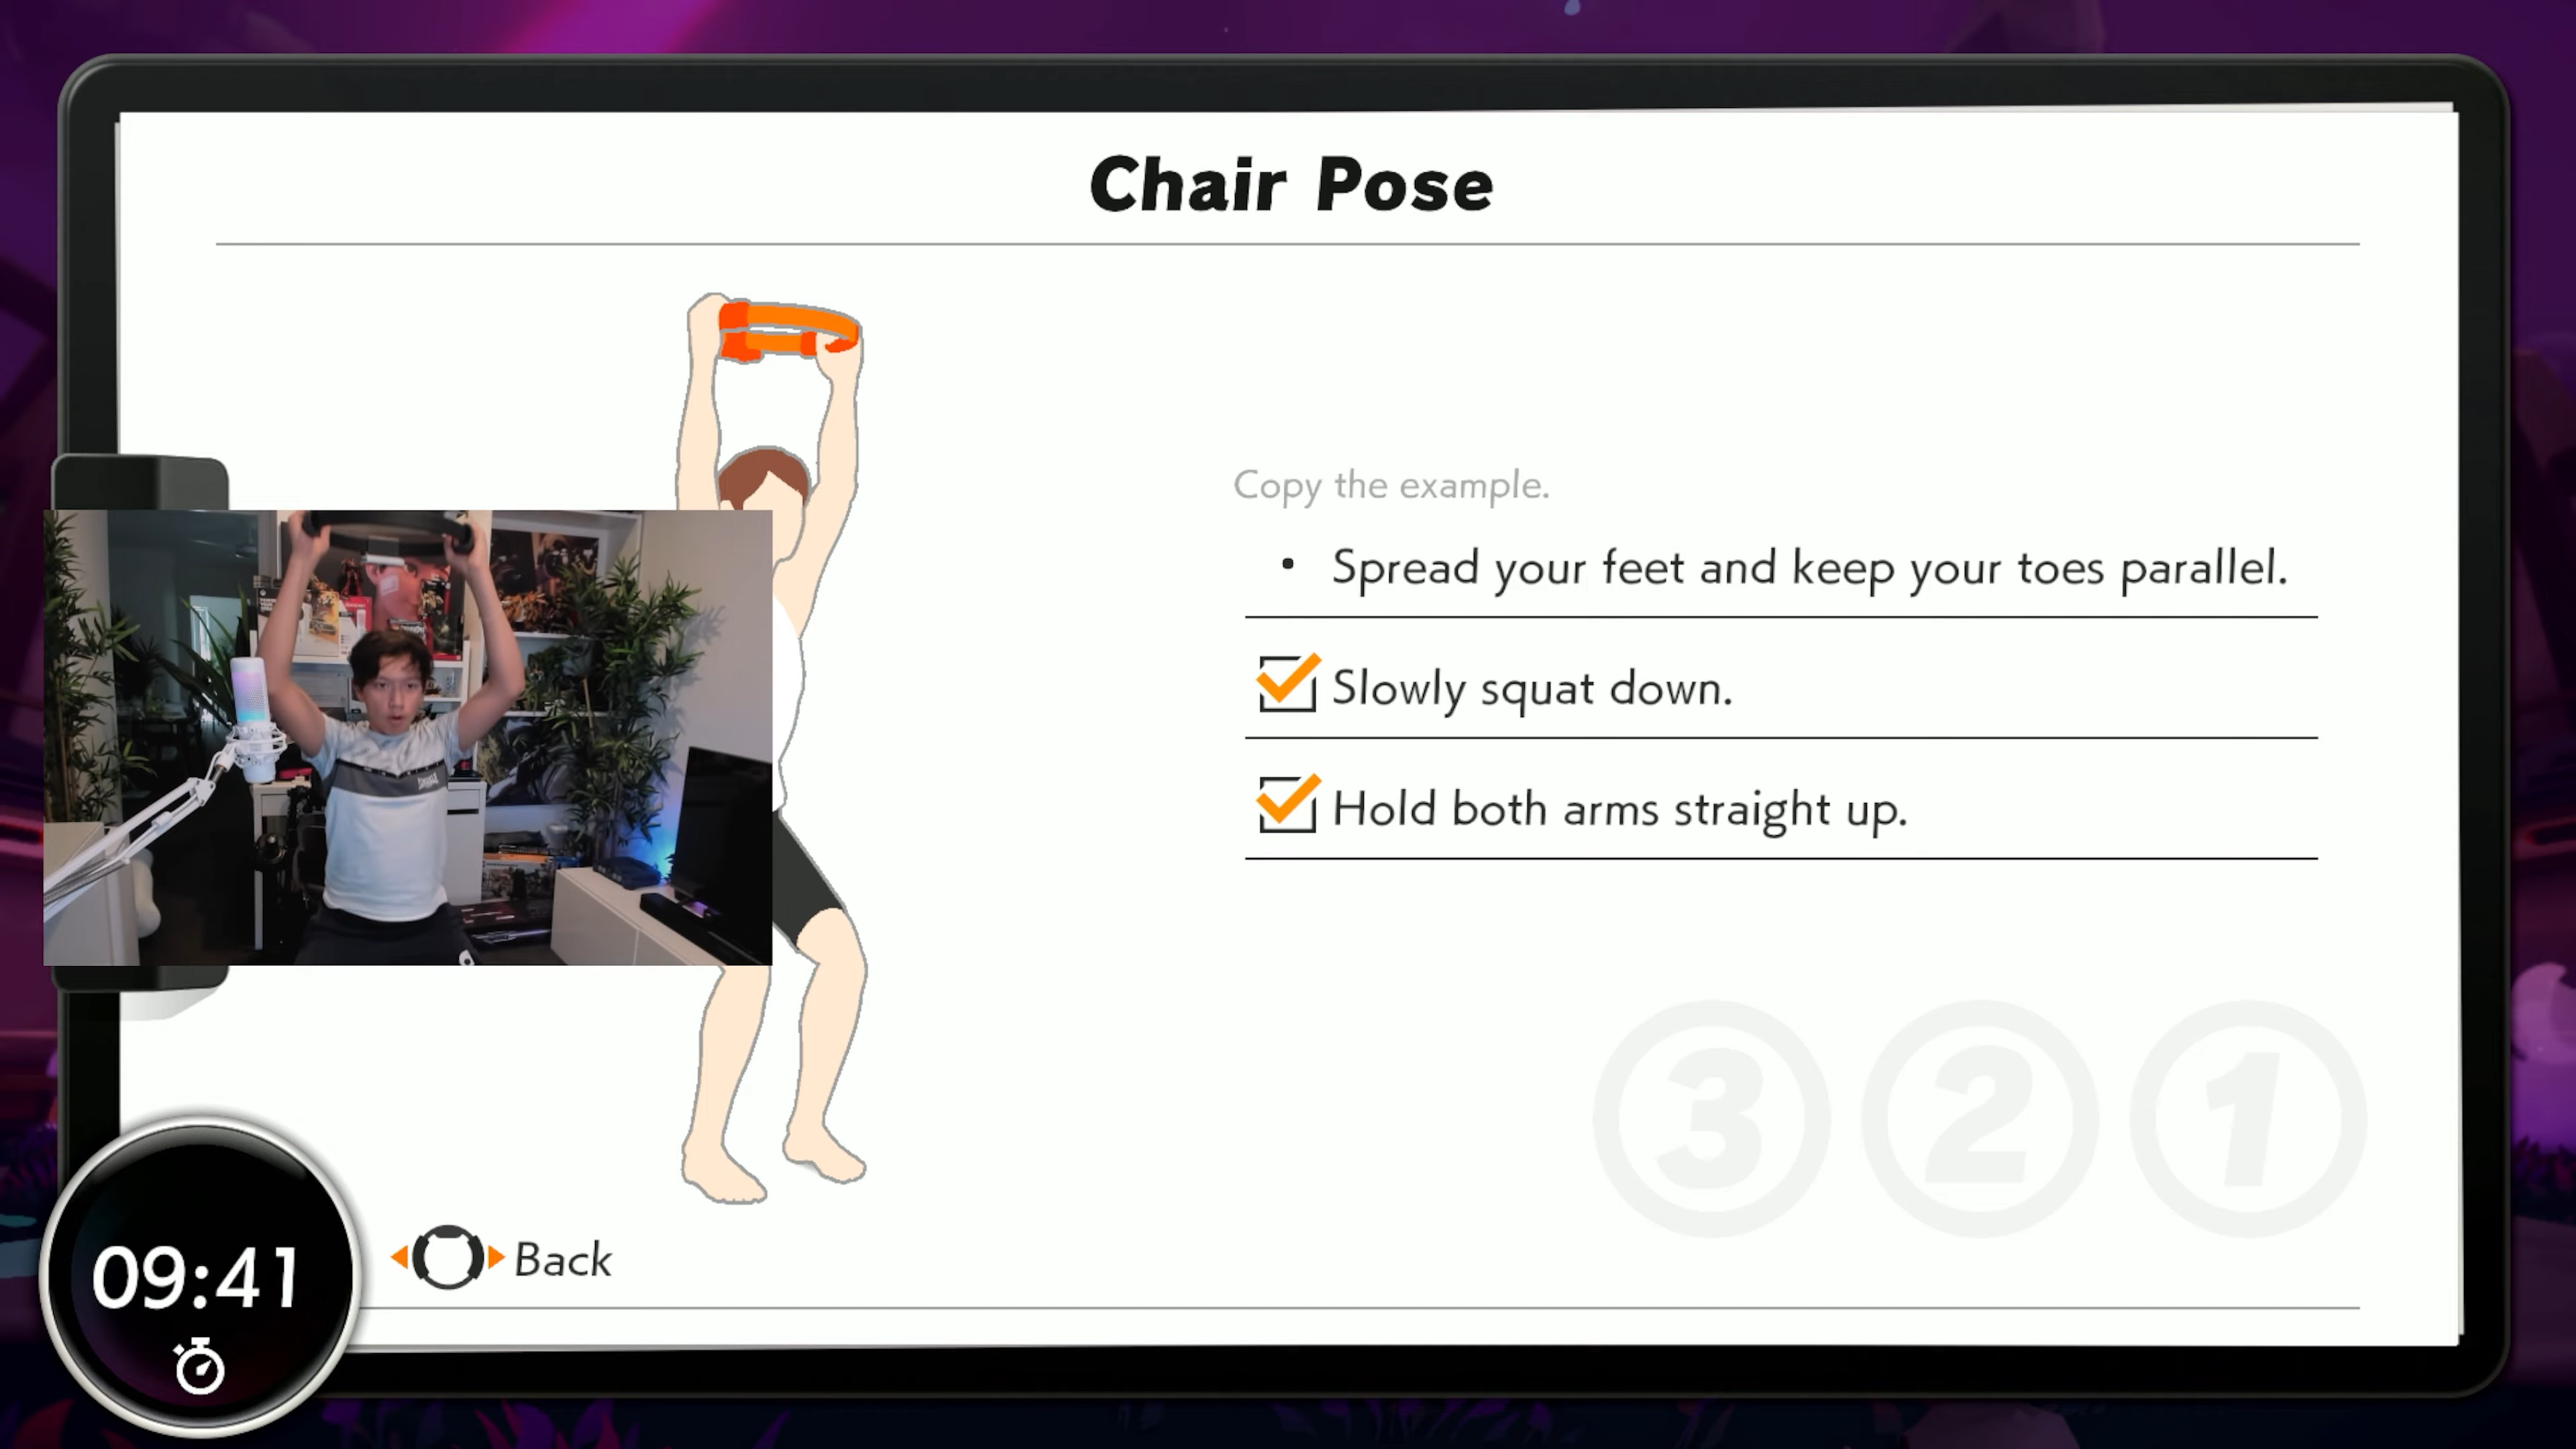 Chair Pose
Copy the example.
• Spread your feet and keep your toes parallel.
Slowly squat down.
Hold both arms straight up.
3 2 1
Back
09:41